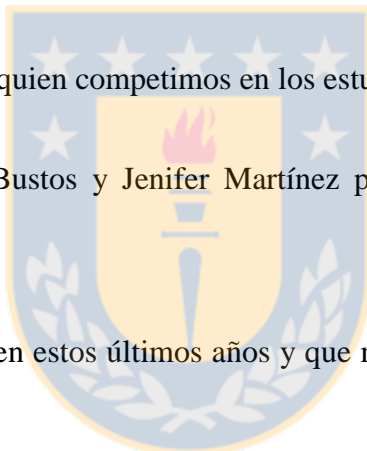 quien competimos en los estu
Bustos y Jenifer Martínez p
en estos últimos años y que